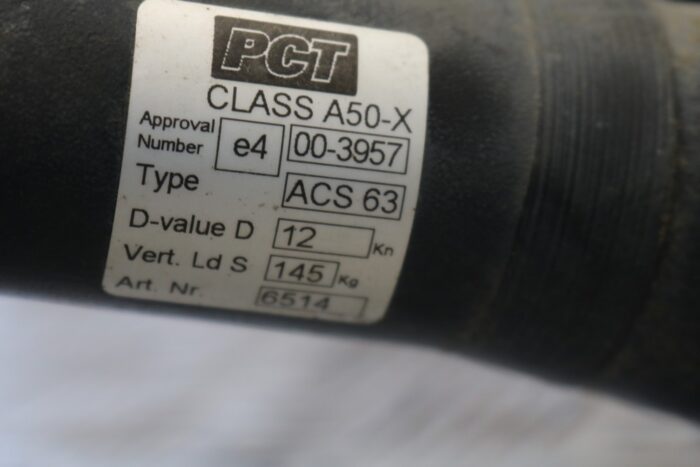 PCT
CLASS A50-X
Approval Number e4 00-3957
Type ACS 63
D-value D 12 Kn
Vert. Ld S 145 Kg
Art. Nr. 6514